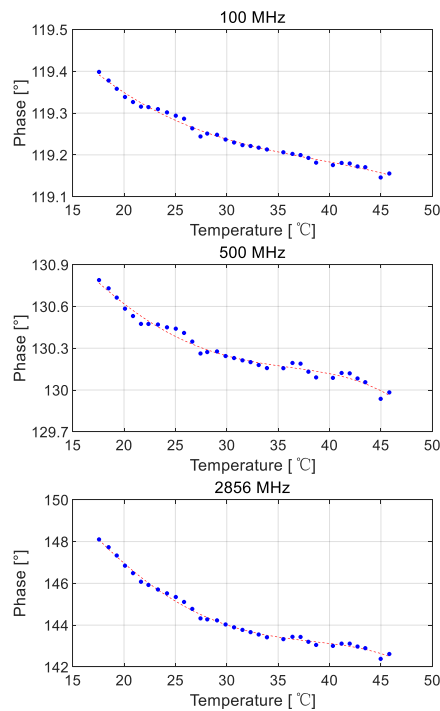 100 MHz
119.5
119.4
119.3
119.2
119.1
Phase [°]
15 20 25 30 35 40 45 50
Temperature [ ℃]
500 MHz
130.9
130.6
130.3
130
129.7
Phase [°]
15 20 25 30 35 40 45 50
Temperature [ ℃]
2856 MHz
150
148
146
144
142
Phase [°]
15 20 25 30 35 40 45 50
Temperature [ ℃]